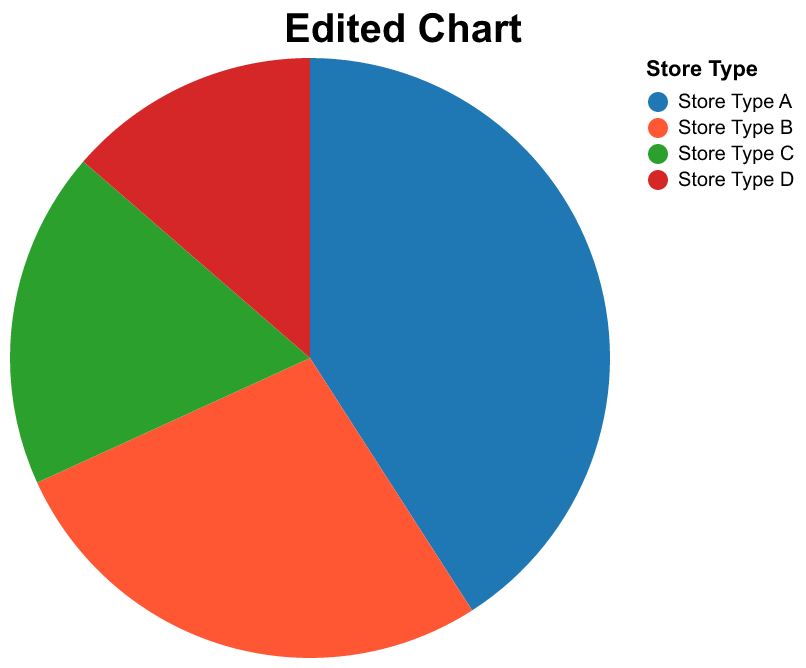 Edited Chart
Store Type
Store Type A
Store Type B
Store Type C
Store Type D